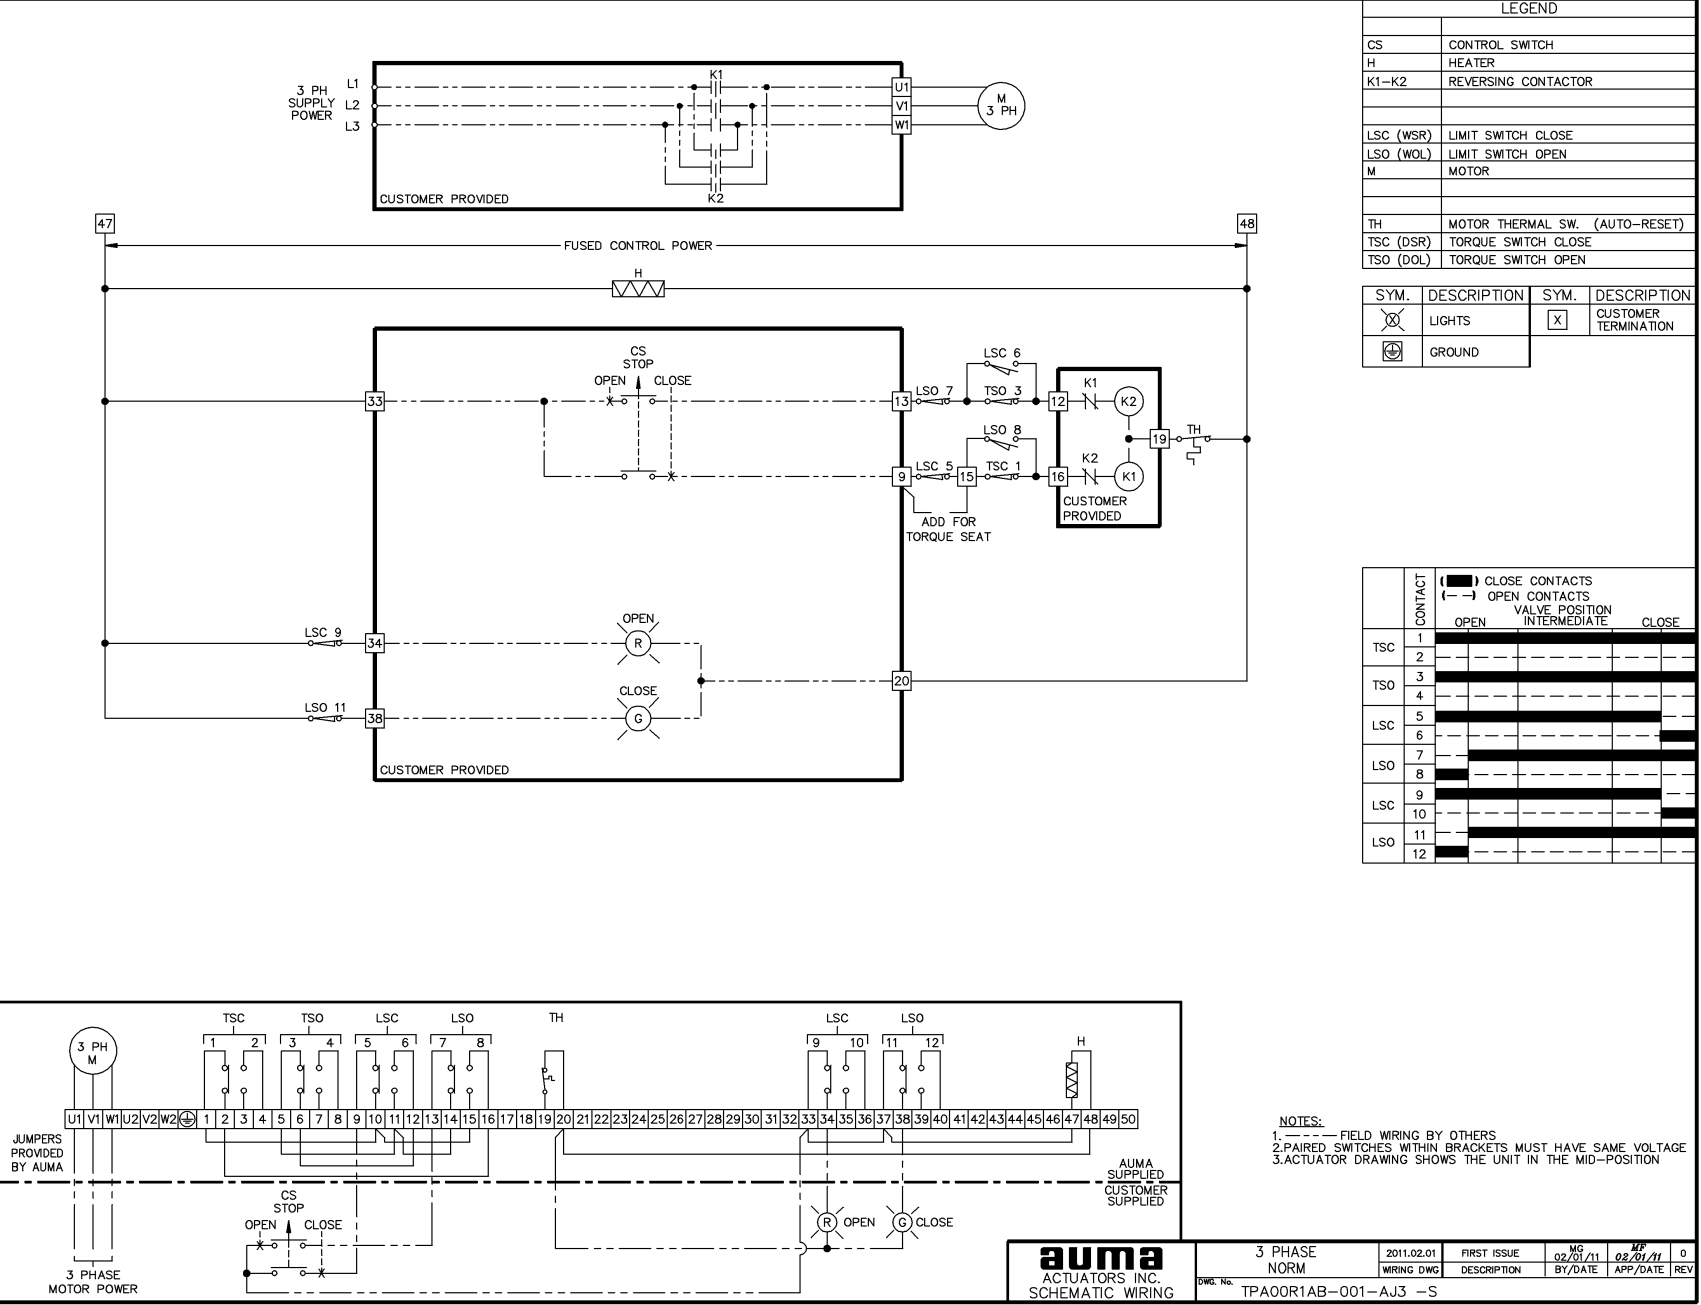 LEGEND
CS CONTROL SWITCH
H HEATER
K1-K2 REVERSING CONTACTOR
LSC (WSR) LIMIT SWITCH CLOSE
LSO (WOL) LIMIT SWITCH OPEN
M MOTOR
TH MOTOR THERMAL SW. (AUTO-RESET)
TSC (DSR) TORQUE SWITCH CLOSE
TSO (DOL) TORQUE SWITCH OPEN
SYM. DESCRIPTION SYM. DESCRIPTION
LIGHTS X CUSTOMER
TERMINATION
GROUND
3 PH
SUPPLY
POWER
L1
L2
L3
K1
K2
U1
V1
W1
M
3 PH
CUSTOMER PROVIDED
47
48
FUSED CONTROL POWER
H
CS
STOP
OPEN CLOSE
33
13
LSO 7
LSC 6
TSO 3
12
K1
K2
LSO 8
9
LSC 5
15
TSC 1
16
K2
K1
19
TH
CUSTOMER
PROVIDED
ADD FOR
TORQUE SEAT
LSC 9
34
OPEN
R
20
LSO 11
38
CLOSE
G
CUSTOMER PROVIDED
CONTACT
( ) CLOSE CONTACTS
(- -) OPEN CONTACTS
VALVE POSITION
OPEN INTERMEDIATE CLOSE
TSC 1
2
TSO 3
4
LSC 5
6
LSO 7
8
LSC 9
10
LSO 11
12
3 PH
M
TSC TSO LSC LSO TH LSC LSO
1 2 3 4 5 6 7 8 9 10 11 12 H
U1 V1 W1 U2 V2 W2 1 2 3 4 5 6 7 8 9 10 11 12 13 14 15 16 17 18 19 20 21 22 23 24 25 26 27 28 29 30 31 32 33 34 35 36 37 38 39 40 41 42 43 44 45 46 47 48 49 50
JUMPERS
PROVIDED
BY AUMA
AUMA
SUPPLIED
CUSTOMER
SUPPLIED
CS
STOP
OPEN CLOSE
R OPEN
G CLOSE
3 PHASE
MOTOR POWER
NOTES:
1. — - - — FIELD WIRING BY OTHERS
2.PAIRED SWITCHES WITHIN BRACKETS MUST HAVE SAME VOLTAGE
3.ACTUATOR DRAWING SHOWS THE UNIT IN THE MID-POSITION
auma
ACTUATORS INC.
SCHEMATIC WIRING
3 PHASE
NORM
2011.02.01 FIRST ISSUE MG 02/01/11 MF 02/01/11 0
WIRING DWG DESCRIPTION BY/DATE APP/DATE REV
DWG. No. TPA00R1AB-001-AJ3 -S